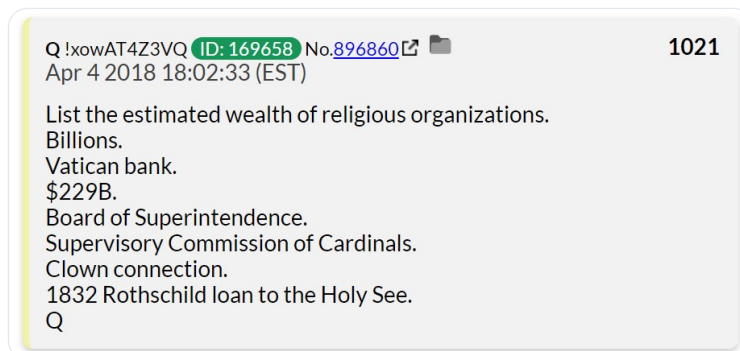 Q !xowAT4Z3VQ ID: 169658 No.896860 1021
Apr 4 2018 18:02:33 (EST)
List the estimated wealth of religious organizations.
Billions.
Vatican bank.
$229B.
Board of Superintendence.
Supervisory Commission of Cardinals.
Clown connection.
1832 Rothschild loan to the Holy See.
Q